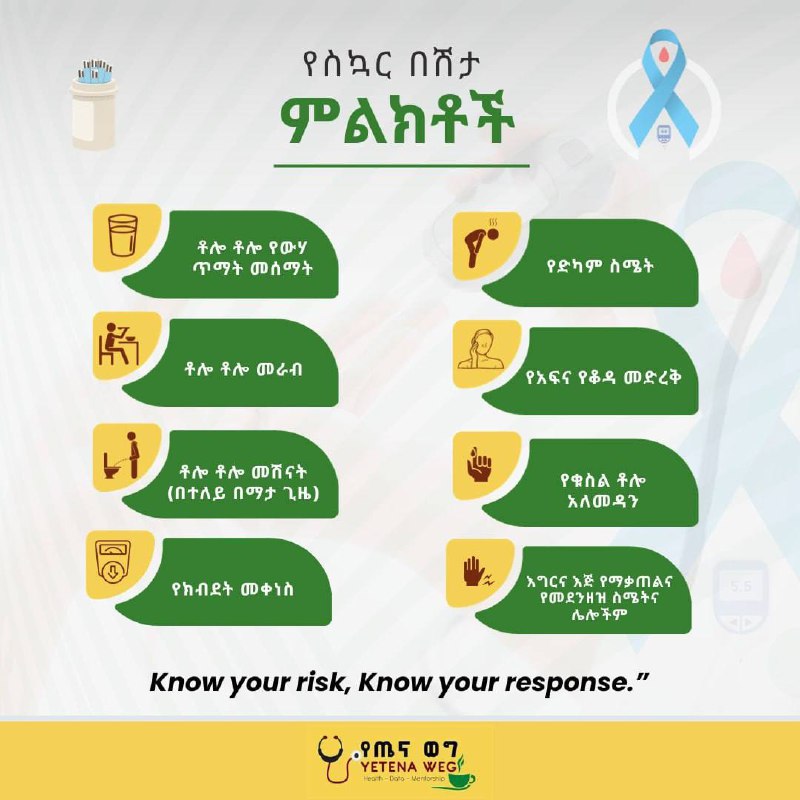 የስኳር በሽታ
ምልክቶች
ቶሎ ቶሎ የውሃ
ጥማት መሰማት
ቶሎ ቶሎ መራብ
ቶሎ ቶሎ መሽናት
(በተለይ በማታ ጊዜ)
የክብደት መቀነስ
የድካም ስሜት
የአፍና የቆዳ መድረቅ
የቁስል ቶሎ
አለመዳን
እግርና እጅ የማቃጠልና
የመደንዘዝ ስሜትና
ሌሎችም
5.5
Know your risk, Know your response.”
የጤና ወግ
YETENA WEG
Health - Data - Mentorship